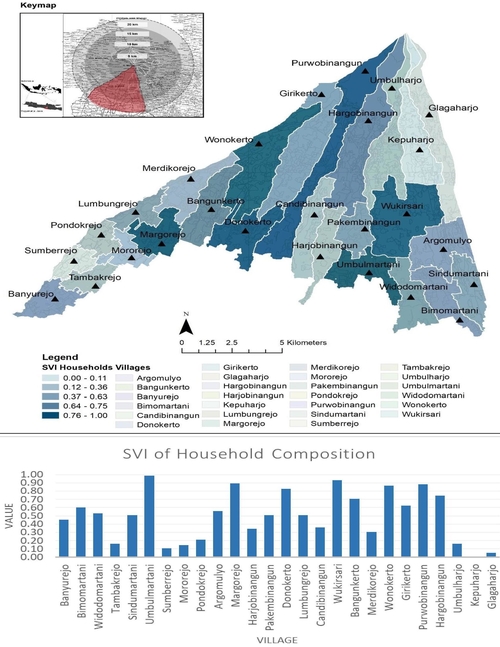 Keymap
20 km
15 km
10 km
5 km
Purwobinangun
Umbulharjo
Girikerto
Hargobinangun
Glagaharjo
Wonokerto
Kepuharjo
Merdikorejo
Lumbungrejo
Bangunkerto
Candibinangun
Wukirsari
Pondokrejo
Margorejo
Donokerto
Pakembinangun
Sumberrejo
Mororejo
Harjobinangun
Argomulyo
Tambakrejo
Umbulmartani
Sindumartani
Banyurejo
Widodomartani
Bimomartani
N
0 1.25 2.5 5 Kilometers
Legend
SVI Households Villages
0.00 - 0.11
0.12 - 0.36
0.37 - 0.63
0.64 - 0.75
0.76 - 1.00
Argomulyo
Bangunkerto
Banyurejo
Bimomartani
Candibinangun
Donokerto
Girikerto
Glagaharjo
Hargobinangun
Harjobinangun
Kepuharjo
Lumbungrejo
Margorejo
Merdikorejo
Mororejo
Pakembinangun
Pondokrejo
Purwobinangun
Sindumartani
Sumberrejo
Tambakrejo
Umbulharjo
Umbulmartani
Widodomartani
Wonokerto
Wukirsari
SVI of Household Composition
VALUE
1.00
0.90
0.80
0.70
0.60
0.50
0.40
0.30
0.20
0.10
0.00
Banyurejo
Bimomartani
Widodomartani
Tambakrejo
Sindumartani
Umbulmartani
Sumberrejo
Mororejo
Pondokrejo
Argomulyo
Margorejo
Harjobinangun
Pakembinangun
Donokerto
Lumbungrejo
Candibinangun
Wukirsari
Bangunkerto
Merdikorejo
Wonokerto
Girikerto
Purwobinangun
Hargobinangun
Umbulharjo
Kepuharjo
Glagaharjo
VILLAGE